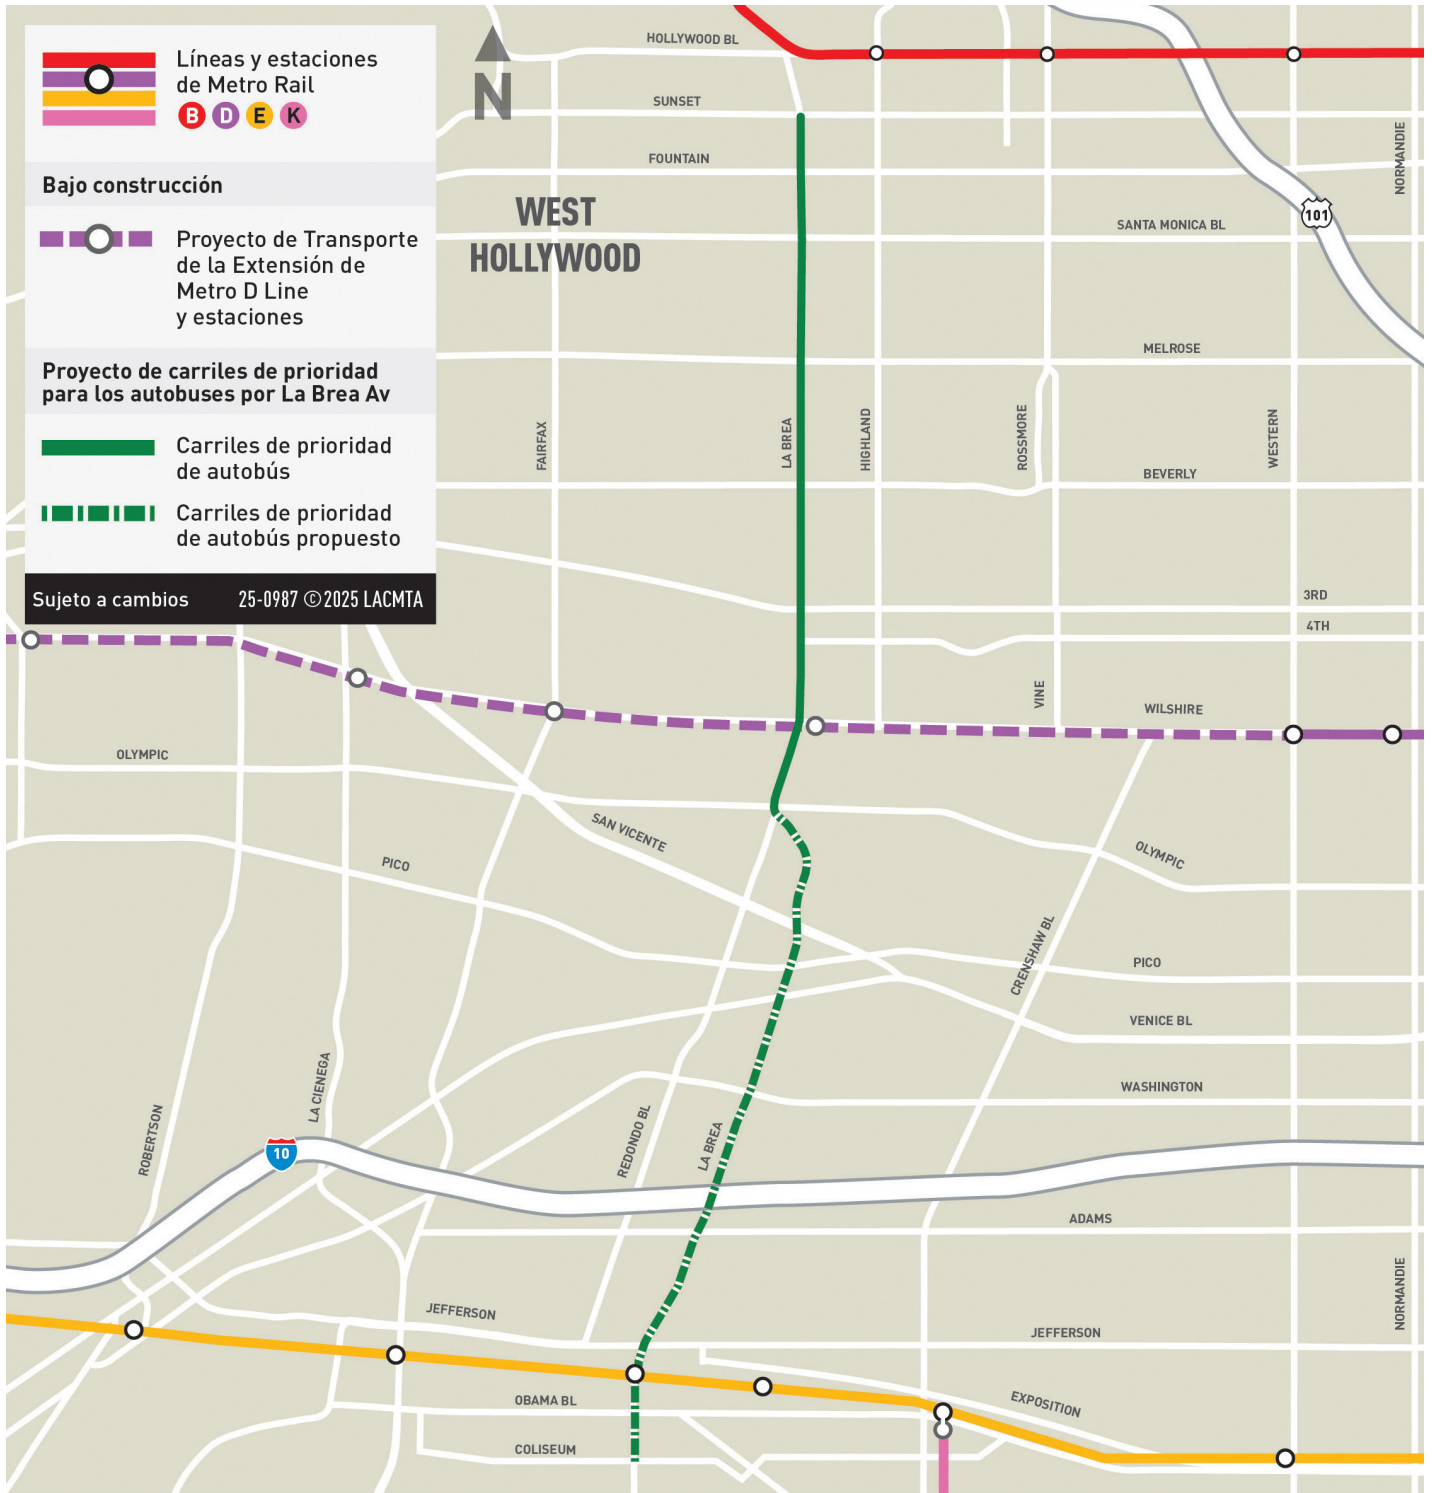 Líneas y estaciones
de Metro Rail
B D E K
Bajo construcción
Proyecto de Transporte
de la Extensión de
Metro D Line
y estaciones
Proyecto de carriles de prioridad
para los autobuses por La Brea Av
Carriles de prioridad
de autobús
Carriles de prioridad
de autobús propuesto
Sujeto a cambios 25-0987 ©2025 LACMTA
N
HOLLYWOOD BL
SUNSET
FOUNTAIN
NORMANDIE
WEST
HOLLYWOOD
101
SANTA MONICA BL
MELROSE
FAIRFAX
LA BREA
HIGHLAND
ROSSMORE
WESTERN
BEVERLY
3RD
4TH
VINE
WILSHIRE
OLYMPIC
SAN VICENTE
OLYMPIC
PICO
CRENSHAW BL
PICO
VENICE BL
LA CIENEGA
WASHINGTON
ROBERTSON
REDONDO BL
LA BREA
10
ADAMS
NORMANDIE
JEFFERSON
JEFFERSON
OBAMA BL
EXPOSITION
COLISEUM